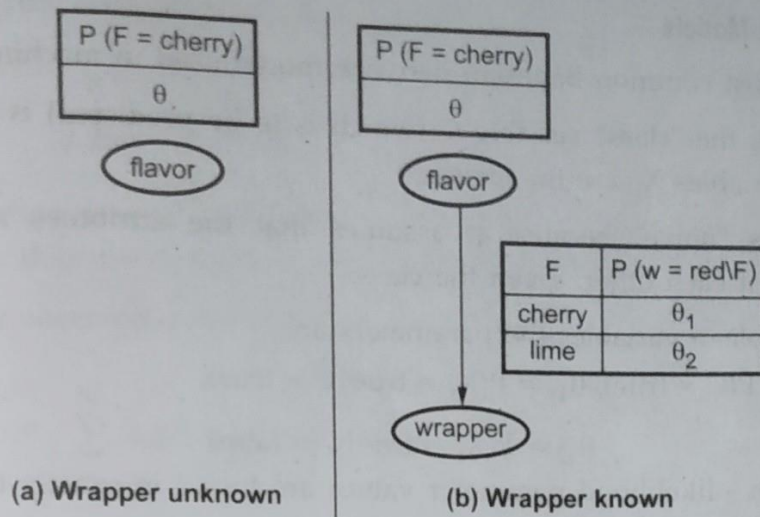 P (F = cherry)
θ
flavor
(a) Wrapper unknown
P (F = cherry)
θ
flavor
F P (w = red\F)
cherry θ1
lime θ2
wrapper
(b) Wrapper known